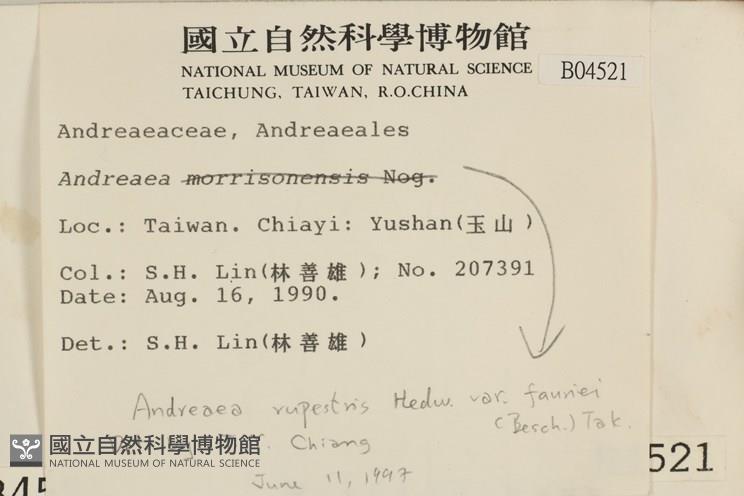 國立自然科學博物館
NATIONAL MUSEUM OF NATURAL SCIENCE
TAICHUNG, TAIWAN, R.O.CHINA
B04521
Andreaeaceae, Andreaeales
Andreaea morrisonensis Nog.
Loc.: Taiwan. Chiayi: Yushan(玉山)
Col.: S.H. Lin(林善雄); No. 207391
Date: Aug. 16, 1990.
Det.: S.H. Lin(林善雄)
Andreaea rupestris Hedw. var. fauriei
(Besch.) Tak.
Chiang
June 11, 1997
國立自然科學博物館
NATIONAL MUSEUM OF NATURAL SCIENCE
521